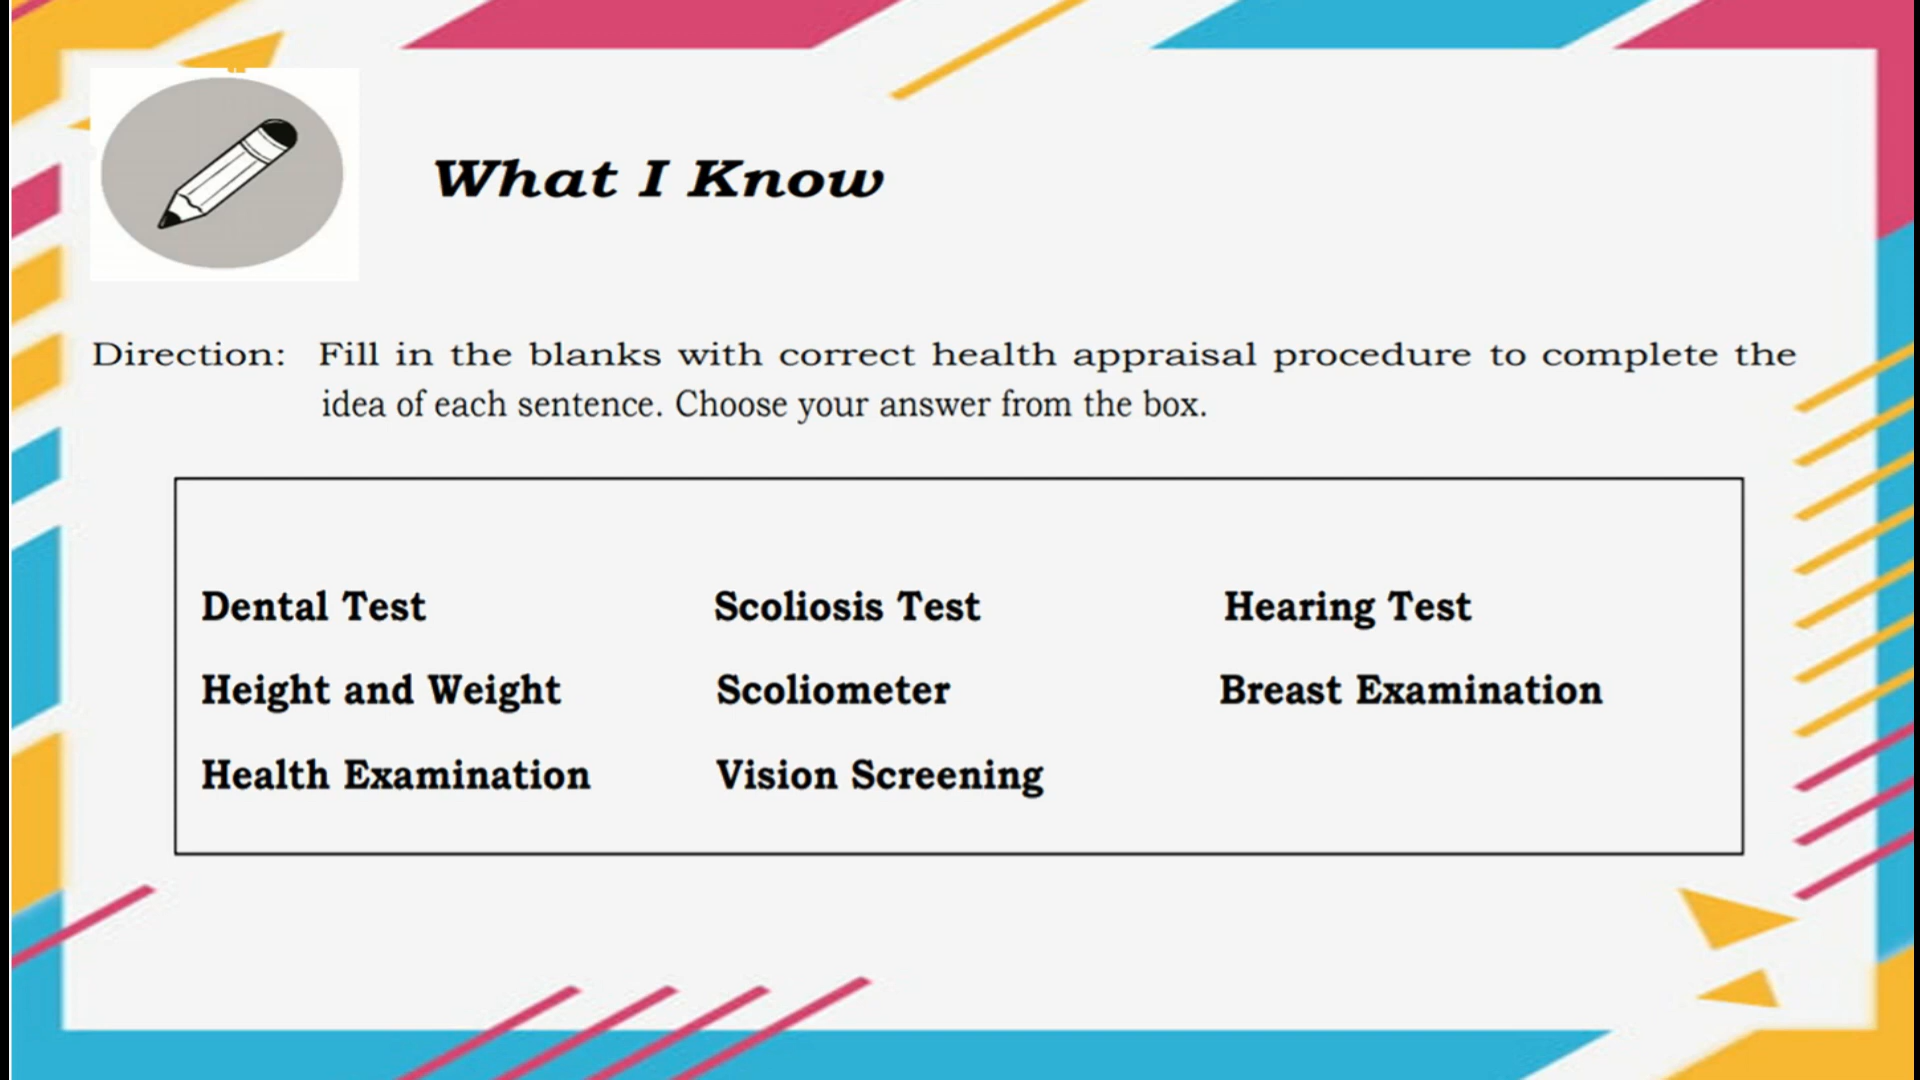 What I Know
Direction: Fill in the blanks with correct health appraisal procedure to complete the
idea of each sentence. Choose your answer from the box.
Dental Test Scoliosis Test Hearing Test
Height and Weight Scoliometer Breast Examination
Health Examination Vision Screening